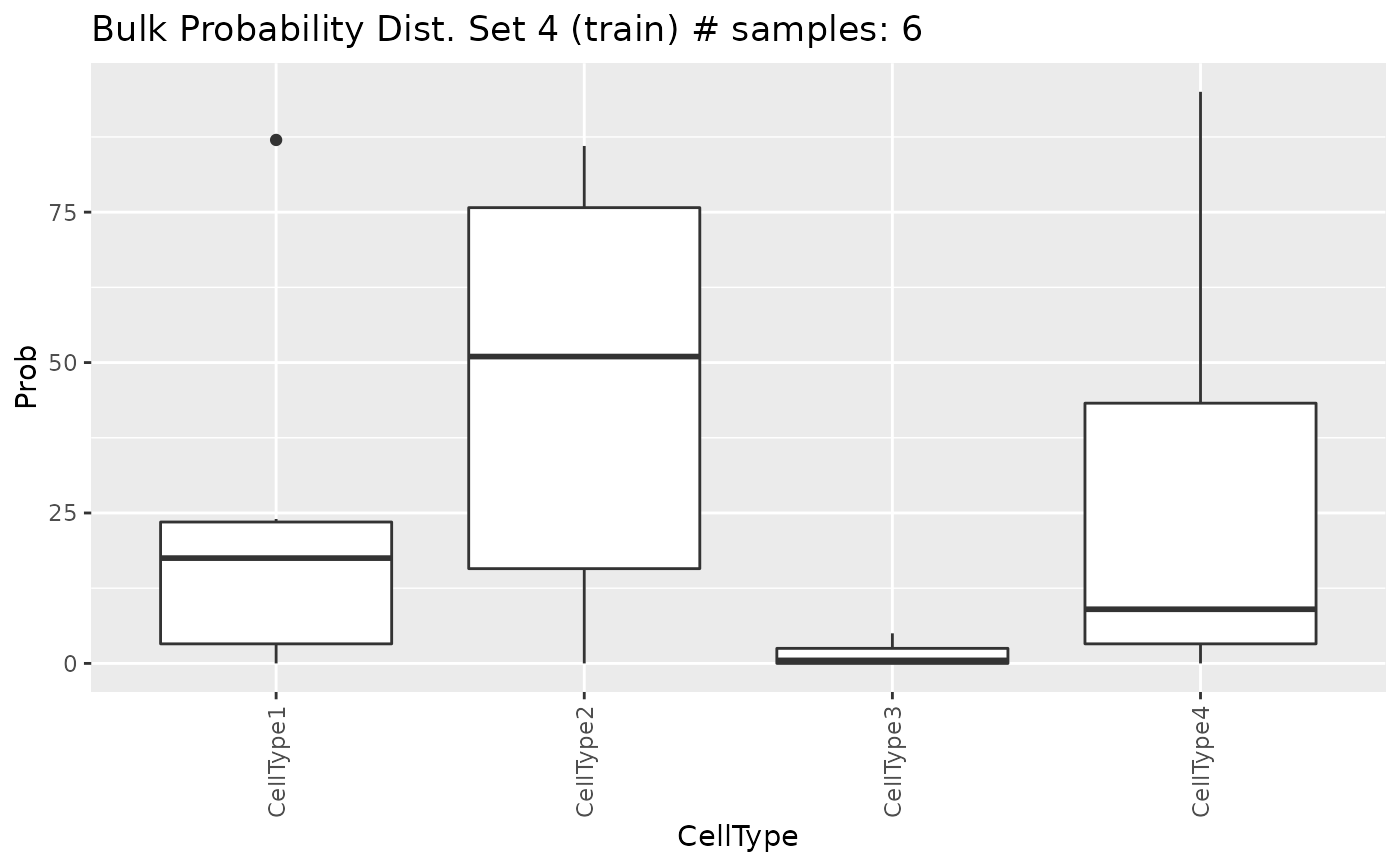 Bulk Probability Dist. Set 4 (train) # samples: 6
Prob
75
50
25
0
CellType1
CellType2
CellType3
CellType4
CellType